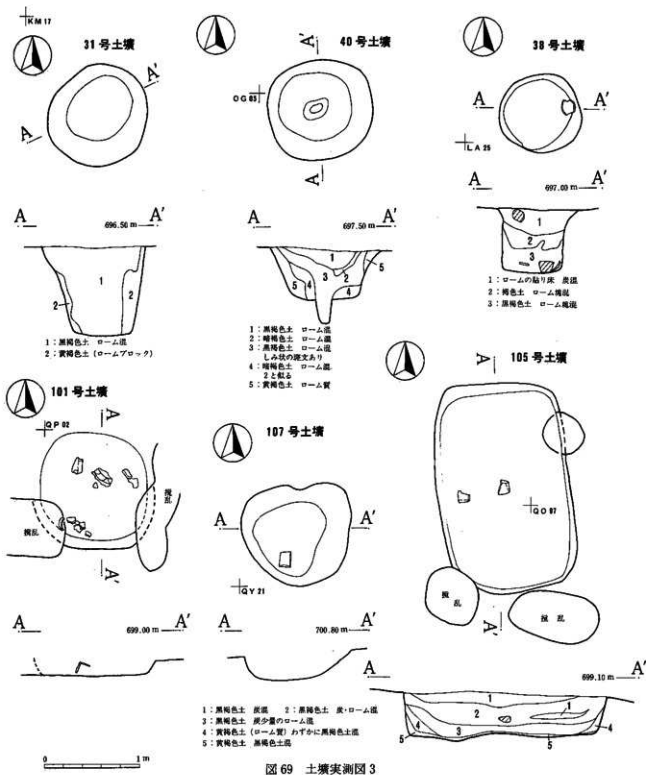 KM 17
31号土壙
A'
A
A 696.50 m A'
1
2
2
1：黒褐色土 ローム混
2：黄褐色土（ロームブロック）
40号土壙
A'
OG 03
A
A 697.50 m A'
1
2
3
4
4
5
5
1：黒褐色土 ローム混
2：暗褐色土 ローム混
3：黒褐色土 ローム混
しみ状の斑文あり
4：暗褐色土 ローム混
2と似る
5：黄褐色土 ローム質
38号土壙
A A'
LA 25
A 697.00 m A'
1
2
3
1：ロームの貼り床 炭混
2：褐色土 ローム塊混
3：黒褐色土 ローム塊混
101号土壙
QP 02
A
撹乱
撹乱
A'
A 699.00 m A'
107号土壙
A A'
QY 21
A 700.80 m A'
105号土壙
A
QO 07
撹乱
撹乱
A'
A 699.10 m A'
1
1
2
3
4
4
5
5
1：黒褐色土 炭混 2：黒褐色土 炭・ローム混
3：黒褐色土 炭少量のローム混
4：黄褐色土（ローム質）わずかに黒褐色土混
5：黄褐色土 黒褐色土混
0 1 m
図 69 土壙実測図 3